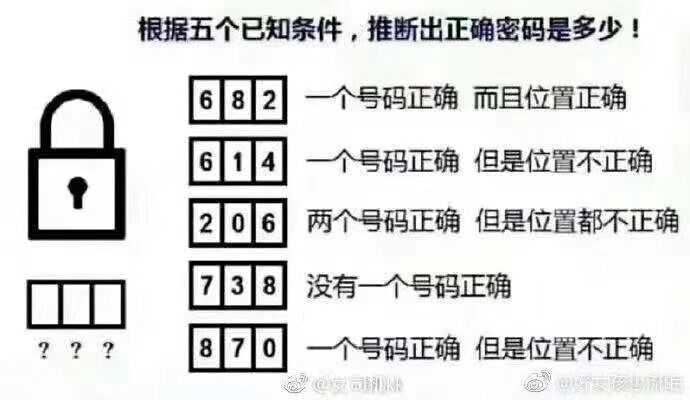 根据五个已知条件，推断出正确密码是多少！
6 8 2 一个号码正确 而且位置正确
6 1 4 一个号码正确 但是位置不正确
2 0 6 两个号码正确 但是位置都不正确
7 3 8 没有一个号码正确
? ? ?
8 7 0 一个号码正确 但是位置不正确